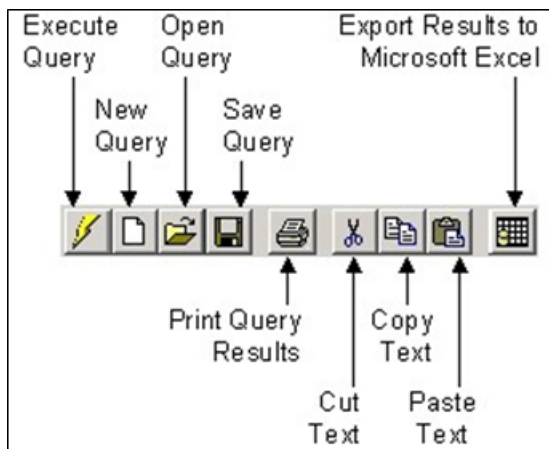 Execute
Query
Open
Query
Export Results to
Microsoft Excel
New
Query
Save
Query
Print Query
Results
Copy
Text
Cut
Text
Paste
Text